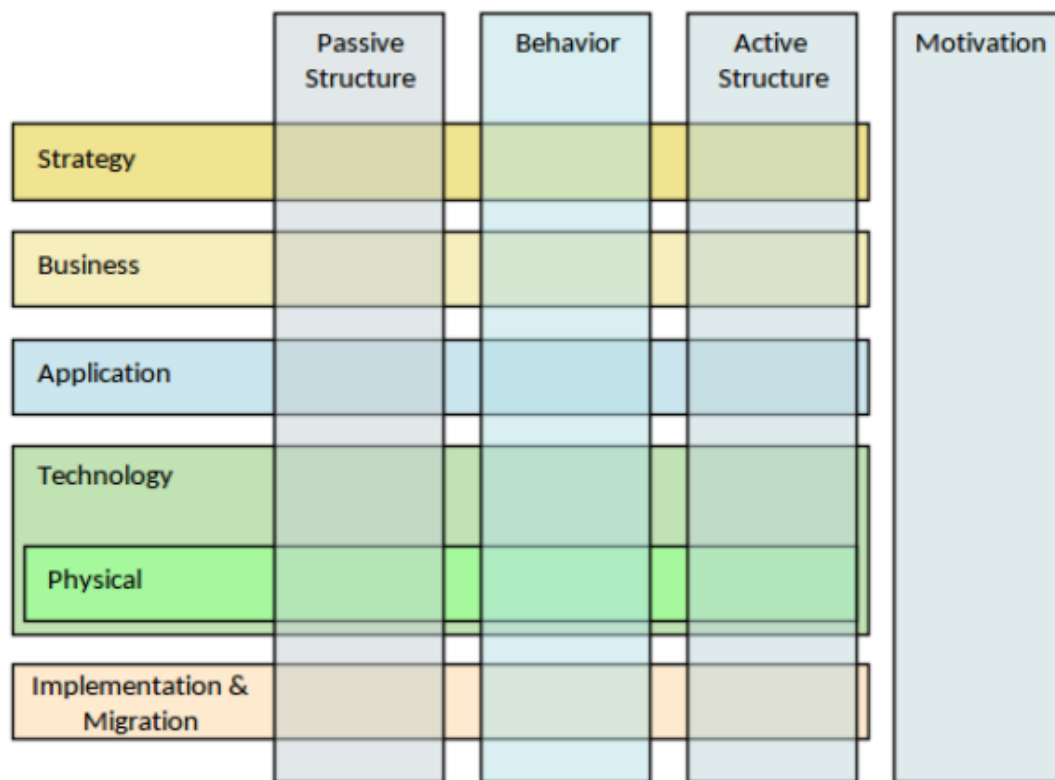 Passive
Structure
Behavior
Active
Structure
Motivation
Strategy
Business
Application
Technology
Physical
Implementation &
Migration